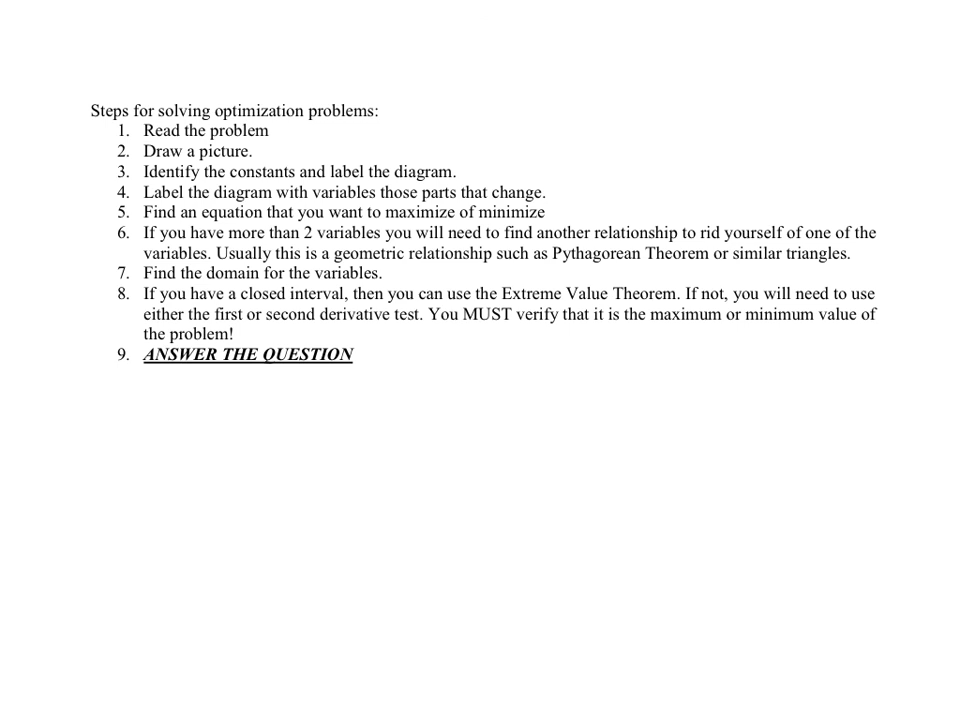 Steps for solving optimization problems:
1. Read the problem
2. Draw a picture.
3. Identify the constants and label the diagram.
4. Label the diagram with variables those parts that change.
5. Find an equation that you want to maximize of minimize
6. If you have more than 2 variables you will need to find another relationship to rid yourself of one of the
variables. Usually this is a geometric relationship such as Pythagorean Theorem or similar triangles.
7. Find the domain for the variables.
8. If you have a closed interval, then you can use the Extreme Value Theorem. If not, you will need to use
either the first or second derivative test. You MUST verify that it is the maximum or minimum value of
the problem!
9. ANSWER THE QUESTION